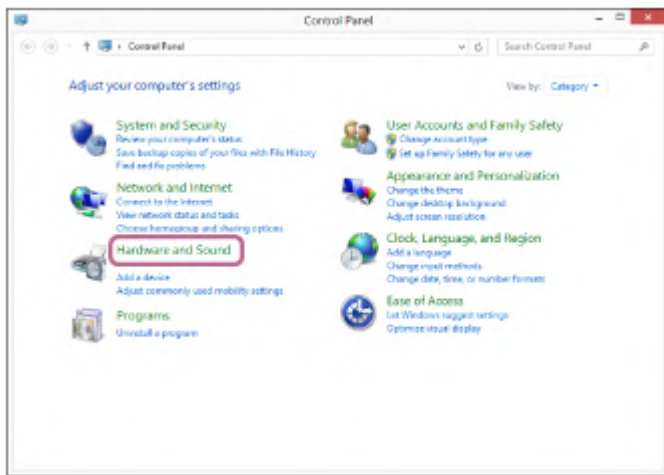 Control Panel
Control Panel
Search Control Panel
Adjust your computer's settings
View by: Category
System and Security
Review your computer's status
Save backup copies of your files with File History
Find and fix problems
Network and Internet
Connect to the Internet
View network status and tasks
Choose homegroup and sharing options
Hardware and Sound
Add a device
Adjust commonly used mobility settings
Programs
Uninstall a program
User Accounts and Family Safety
Change account type
Set up Family Safety for any user
Appearance and Personalization
Change the theme
Change desktop background
Adjust screen resolution
Clock, Language, and Region
Add a language
Change input methods
Change date, time, or number formats
Ease of Access
Let Windows suggest settings
Optimize visual display